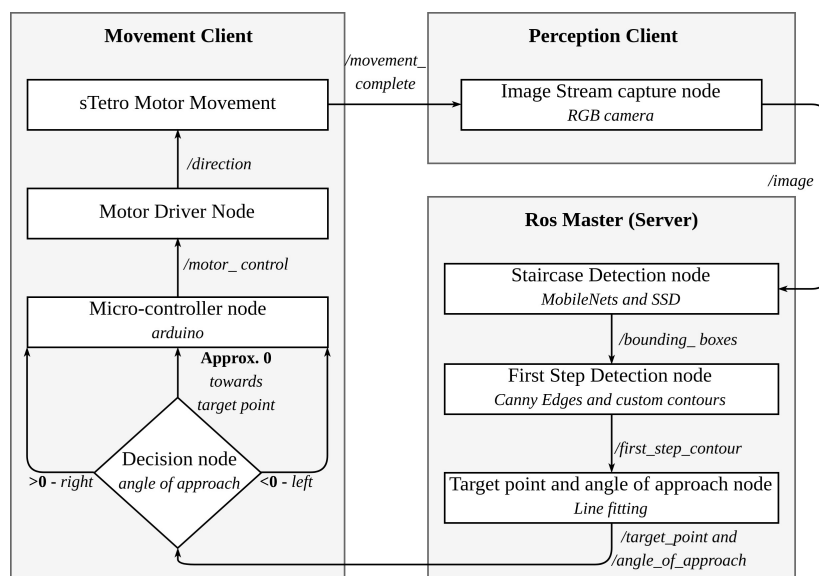 Movement Client
sTetro Motor Movement
/direction
Motor Driver Node
/motor_ control
Micro-controller node
arduino
Approx. 0
towards
target point
Decision node
angle of approach
>0 - right
<0 - left
/movement_
complete
Perception Client
Image Stream capture node
RGB camera
/image
Ros Master (Server)
Staircase Detection node
MobileNets and SSD
/bounding_ boxes
First Step Detection node
Canny Edges and custom contours
/first_step_contour
Target point and angle of approach node
Line fitting
/target_point and
/angle_of_approach